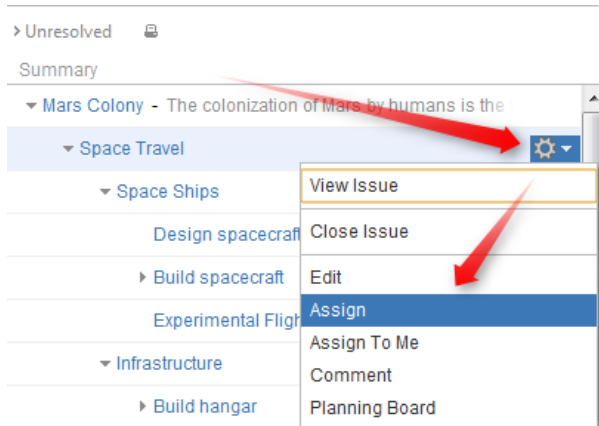 Unresolved
Summary
Mars Colony - The colonization of Mars by humans is the
Space Travel
Space Ships
View Issue
Design spacecraft
Close Issue
Build spacecraft
Edit
Experimental Fligh
Assign
Assign To Me
Infrastructure
Comment
Build hangar
Planning Board